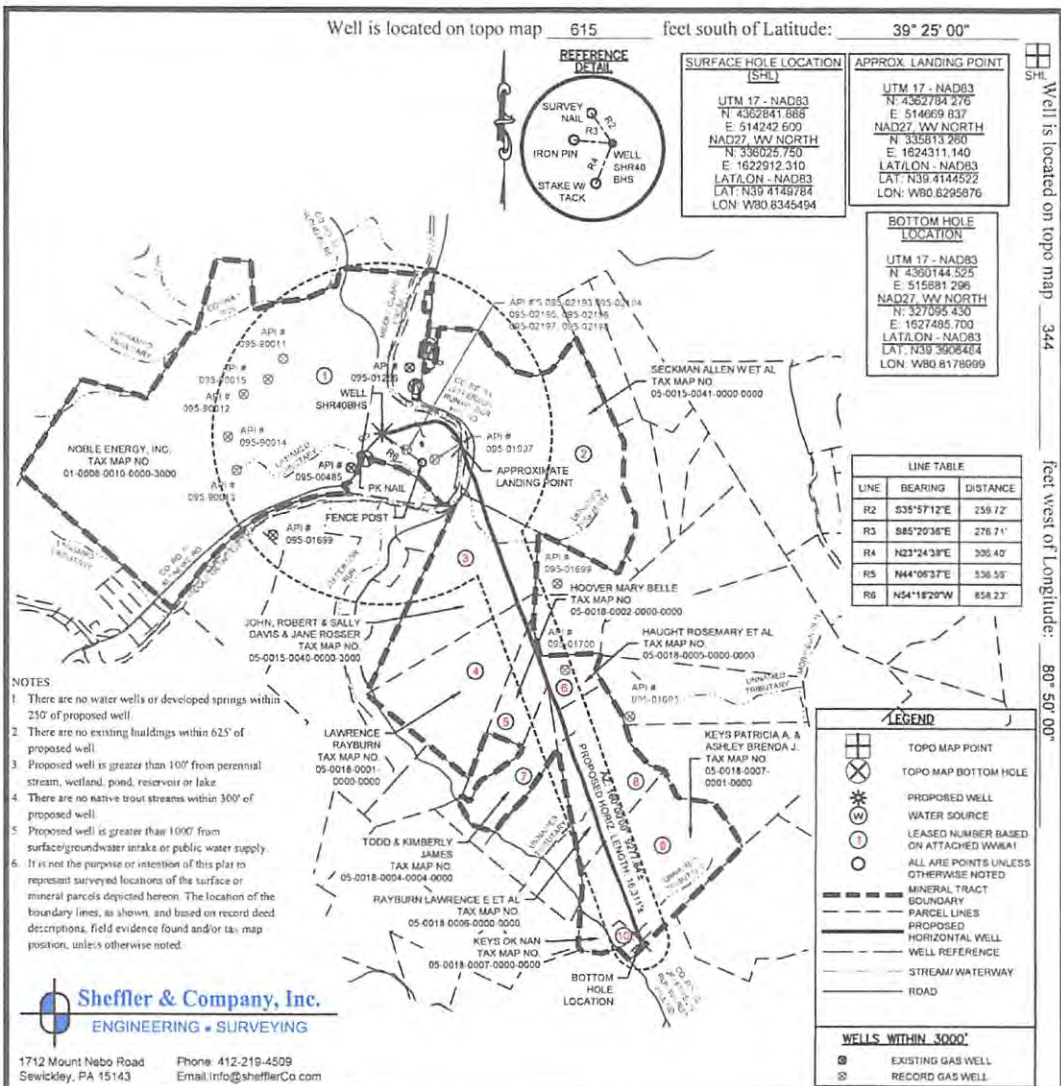 Well is located on topo map 615 feet south of Latitude: 39° 25' 00"
SHL
Well is located on topo map 344 feet west of Longitude: 80° 50' 00"
REFERENCE
DETAIL
SURVEY
NAIL
R2
R3
IRON PIN
WELL
SHR40
BHS
R4
STAKE W/
TACK
SURFACE HOLE LOCATION
(SHL)
UTM 17 - NAD83
N: 4362841.888
E: 514242.600
NAD27, WV NORTH
N: 336025.750
E: 1622912.310
LAT/LON - NAD83
LAT: N39.4149784
LON: W80.8345494
APPROX. LANDING POINT
UTM 17 - NAD83
N: 4362784.276
E: 514669.837
NAD27, WV NORTH
N: 335813.260
E: 1624311.140
LAT/LON - NAD83
LAT: N39.4144522
LON: W80.8295876
BOTTOM HOLE
LOCATION
UTM 17 - NAD83
N: 4360144.525
E: 515681.296
NAD27, WV NORTH
N: 327095.430
E: 1627485.700
LAT/LON - NAD83
LAT: N39.3906484
LON: W80.8178999
LINE TABLE
LINE BEARING DISTANCE
R2 S35°57'12"E 259.72'
R3 S85°20'36"E 276.71'
R4 N23°24'38"E
R5 N44°06'37"E
R6 N54°18'20"W 858.23'
API #'S 095-02193, 095-02194
095-02195, 095-02196
095-02197, 095-02198
API #
095-90011
API #
095-90015
API #
095-90012
API #
095-90014
API #
1
WELL
SHR40BHS
R6
API #
095-00485
PK NAIL
FENCE POST
API #
095-01699
API #
APPROXIMATE
LANDING POINT
SECKMAN ALLEN W ET AL
TAX MAP NO.
05-0015-0041-0000-0000
2
NOBLE ENERGY, INC.
TAX MAP NO
01-0008-0010-0000-3000
UNNAMED
TRIBUTARY
3
API #
095-01699
HOOVER MARY BELLE
TAX MAP NO.
05-0018-0002-0000-0000
JOHN, ROBERT & SALLY
DAVIS & JANE ROSSER
TAX MAP NO.
05-0015-0040-0000-3000
API #
095-01700
HAUGHT ROSEMARY ET AL
TAX MAP NO.
05-0018-0005-0000-0000
4
5
6
7
8
9
10
UNNAMED
TRIBUTARY
API #
LAWRENCE
RAYBURN
TAX MAP NO.
05-0018-0001-
0000-0000
KEYS PATRICIA A. &
ASHLEY BRENDA J.
TAX MAP NO.
05-0018-0007-
0001-0000
PROPOSED HORIZ. LENGTH: 16,311'±
TODD & KIMBERLY
JAMES
TAX MAP NO.
05-0018-0004-0004-0000
RAYBURN LAWRENCE E ET AL
TAX MAP NO.
05-0018-0006-0000-0000
KEYS OK NAN
TAX MAP NO.
05-0018-0007-0000-0000
BOTTOM
HOLE
LOCATION
NOTES
1. There are no water wells or developed springs within
250' of proposed well.
2. There are no existing buildings within 625' of
proposed well.
3. Proposed well is greater than 100' from perennial
stream, wetland, pond, reservoir or lake.
4. There are no native trout streams within 300' of
proposed well.
5. Proposed well is greater than 1000' from
surface/groundwater intake or public water supply.
6. It is not the purpose or intention of this plat to
represent surveyed locations of the surface or
mineral parcels depicted hereon. The location of the
boundary lines, as shown, and based on record deed
descriptions, field evidence found and/or tax map
position, unless otherwise noted.
LEGEND
TOPO MAP POINT
TOPO MAP BOTTOM HOLE
PROPOSED WELL
W WATER SOURCE
1 LEASED NUMBER BASED
ON ATTACHED WW6A1
ALL ARE POINTS UNLESS
OTHERWISE NOTED
MINERAL TRACT
BOUNDARY
PARCEL LINES
PROPOSED
HORIZONTAL WELL
WELL REFERENCE
STREAM/ WATERWAY
ROAD
WELLS WITHIN 3000'
EXISTING GAS WELL
RECORD GAS WELL
Sheffler & Company, Inc.
ENGINEERING • SURVEYING
1712 Mount Nebo Road Phone: 412-219-4509
Sewickley, PA 15143 Email:Info@shefflerCo.com